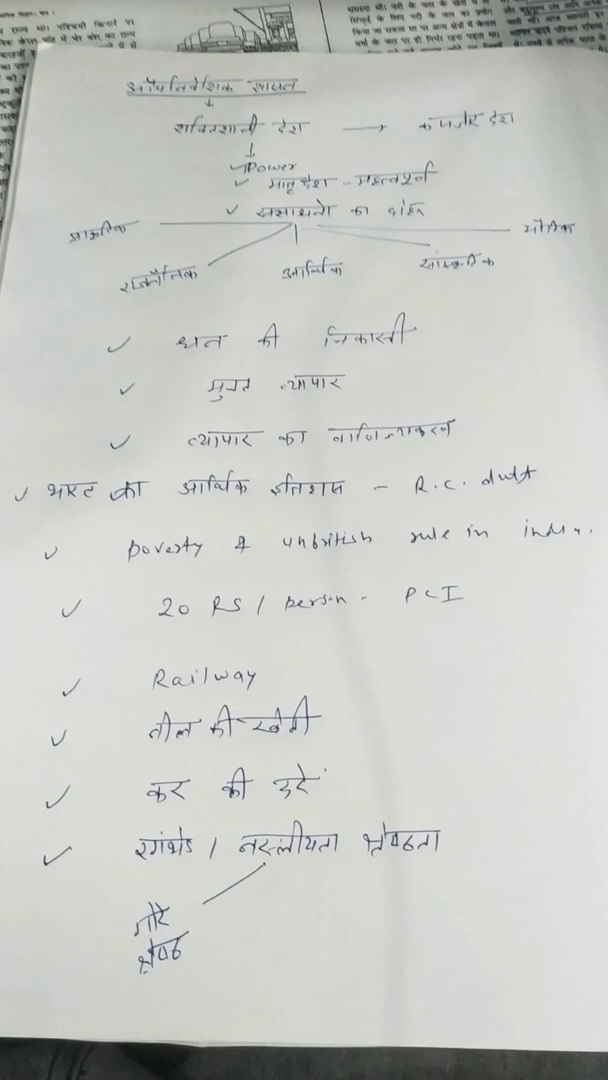 औपनिवेशिक शासन
↓
शक्तिशाली देश → कमजोर देश
↓
✓ Power
✓ मातृ देश - महत्वपूर्ण
✓ संसाधनो का दोहन
प्राकृतिक राजनैतिक आर्थिक सांस्कृतिक भौतिक
✓ धन की निकासी
✓ मुक्त व्यापार
✓ व्यापार का वाणिज्यकरण
✓ भारत का आर्थिक इतिहास - R.C. dutt
✓ poverty & unbritish rule in india.
✓ 20 RS / person - PCI
✓ Railway
✓ नील की खेती
✓ कर की दरें
✓ रंगभेद / नस्लीयता श्रेष्ठता
गोरे
श्रेष्ठ